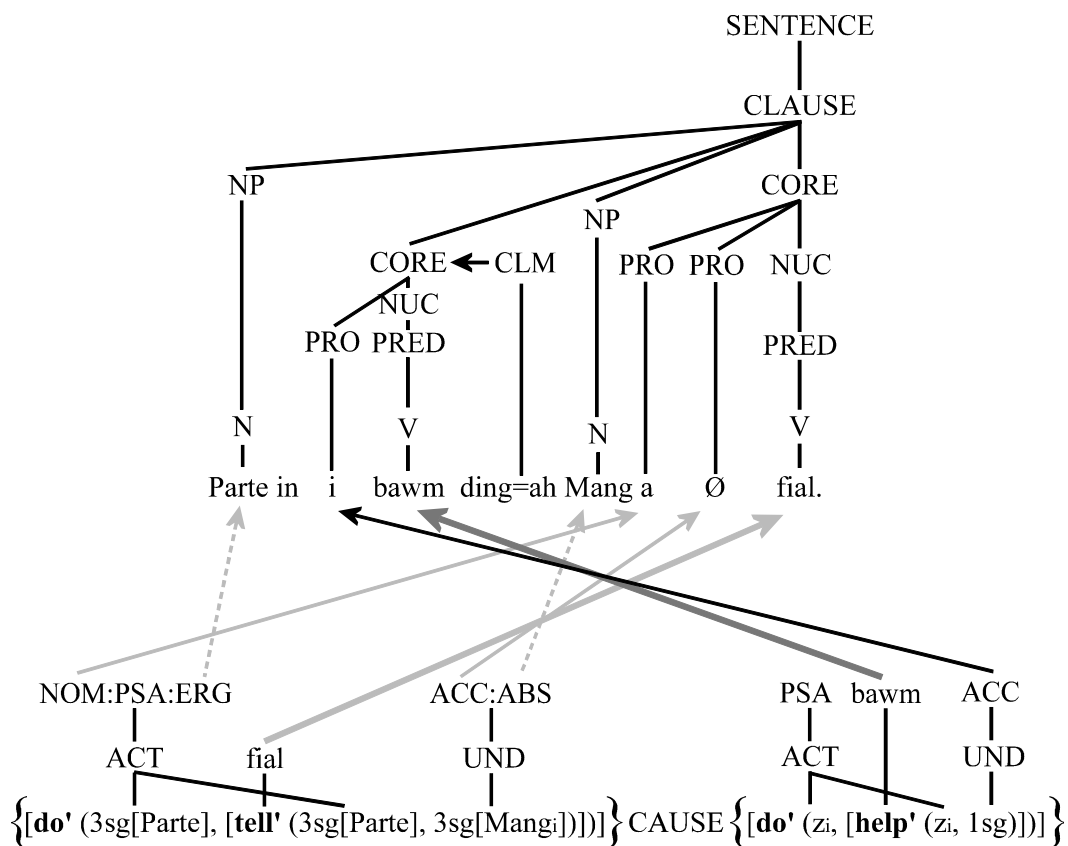 SENTENCE
CLAUSE
NP CORE
NP
CORE CLM PRO PRO NUC
NUC
PRO PRED PRED
N V N V
Parte in i bawm ding=ah Mang a Ø fial.
NOM:PSA:ERG ACC:ABS PSA bawm ACC
ACT fial UND ACT UND
{[do' (3sg[Parte], [tell' (3sg[Parte], 3sg[Mangi])])]} CAUSE {[do' (zi, [help' (zi, 1sg)])]}